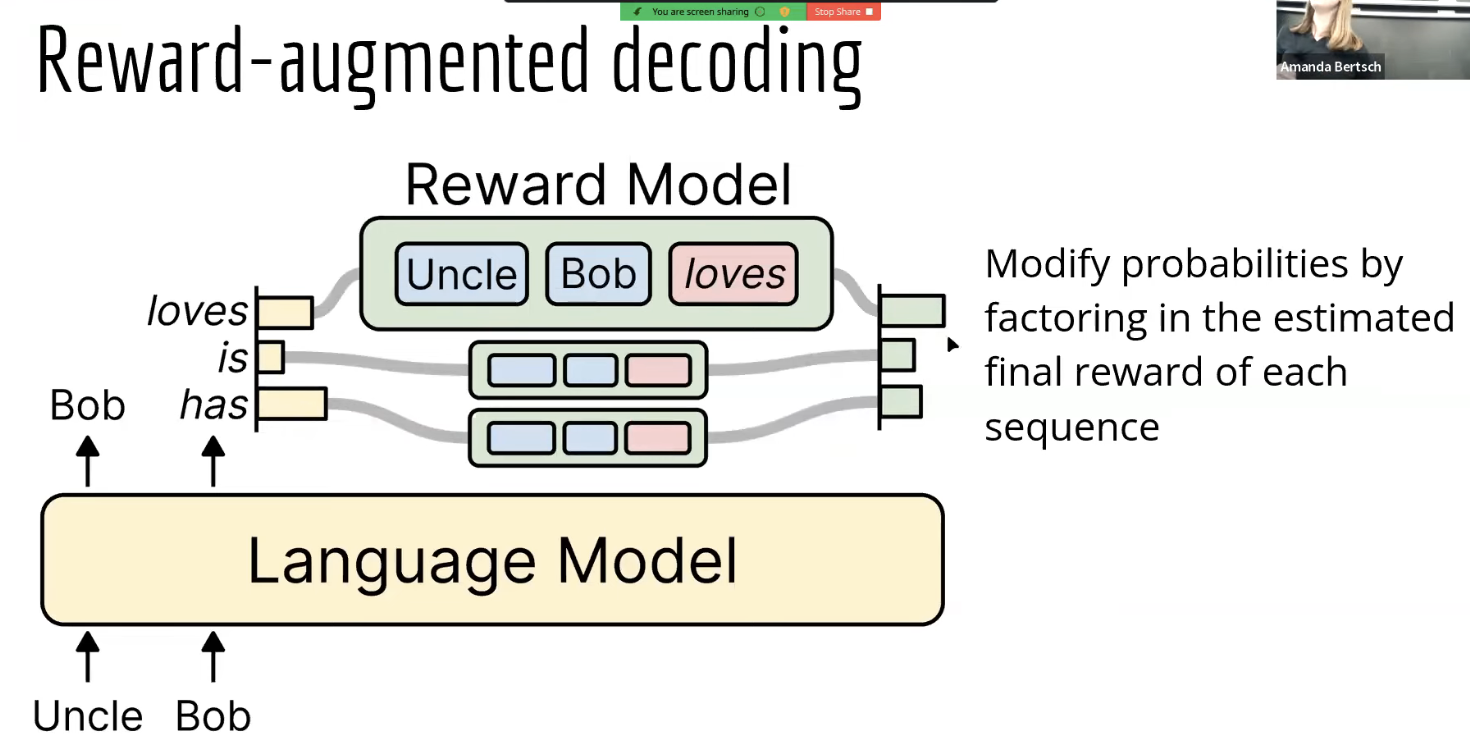 You are screen sharing Stop Share
Reward-augmented decoding
Amanda Bertsch
Reward Model
Uncle Bob loves
loves
is
Bob has
Modify probabilities by
factoring in the estimated
final reward of each
sequence
Language Model
Uncle Bob